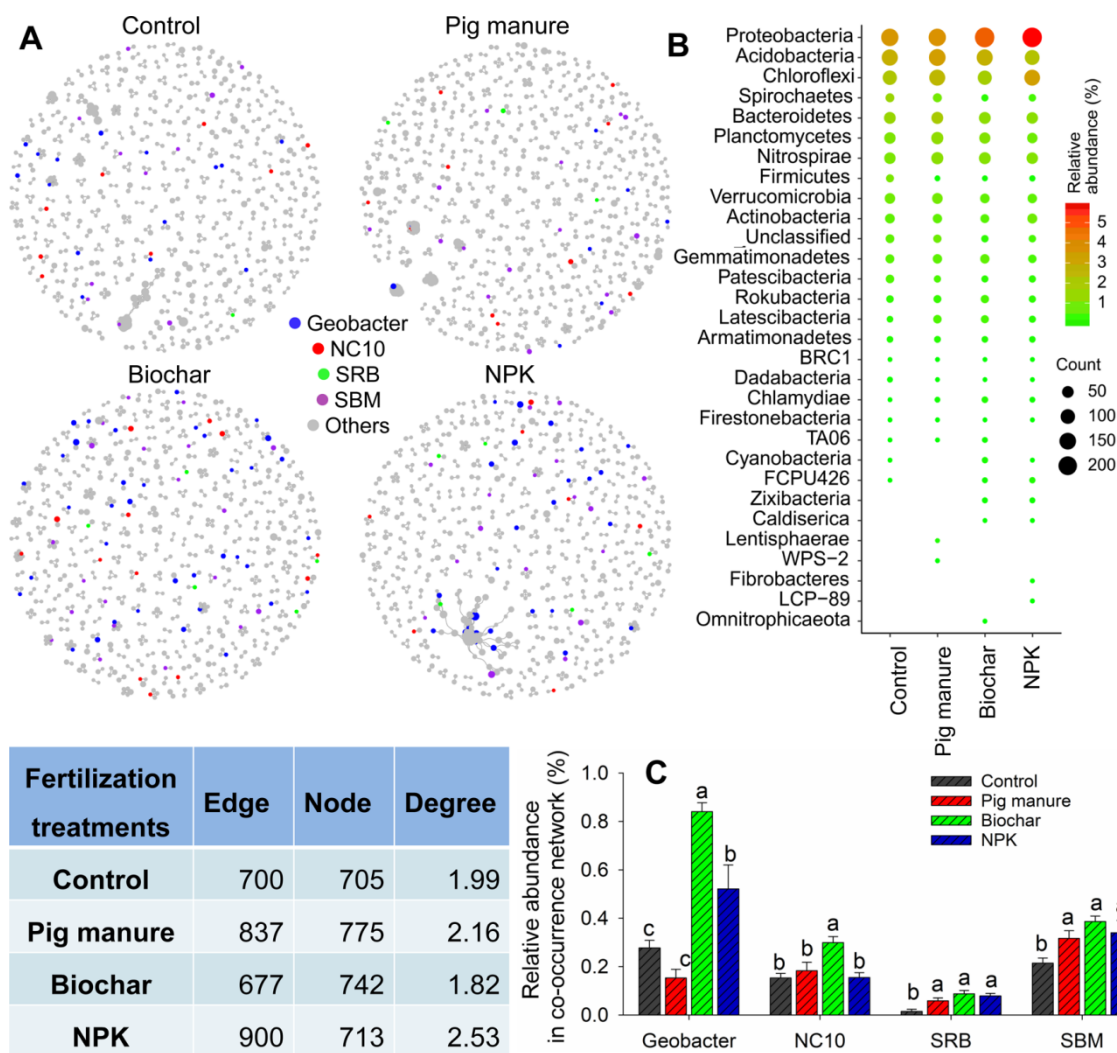 A
Control
Pig manure
Geobacter
NC10
SRB
SBM
Others
Biochar
NPK
B
Proteobacteria
Acidobacteria
Chloroflexi
Spirochaetes
Bacteroidetes
Planctomycetes
Nitrospirae
Firmicutes
Verrucomicrobia
Actinobacteria
Unclassified
Gemmatimonadetes
Patescibacteria
Rokubacteria
Latescibacteria
Armatimonadetes
BRC1
Dadabacteria
Chlamydiae
Firestonebacteria
TA06
Cyanobacteria
FCPU426
Zixibacteria
Caldiserica
Lentisphaerae
WPS−2
Fibrobacteres
LCP−89
Omnitrophicaeota
Control
Pig manure
Biochar
NPK
Relative
abundance (%)
5
4
3
2
1
Count
50
100
150
200
Fertilization treatments Edge Node Degree
Control 700 705 1.99
Pig manure 837 775 2.16
Biochar 677 742 1.82
NPK 900 713 2.53
C
Relative abundance
in co-occurrence network (%)
1.0
0.8
0.6
0.4
0.2
0.0
Control
Pig manure
Biochar
NPK
c c a b
b b a b
b a a a
b a a
Geobacter NC10 SRB SBM